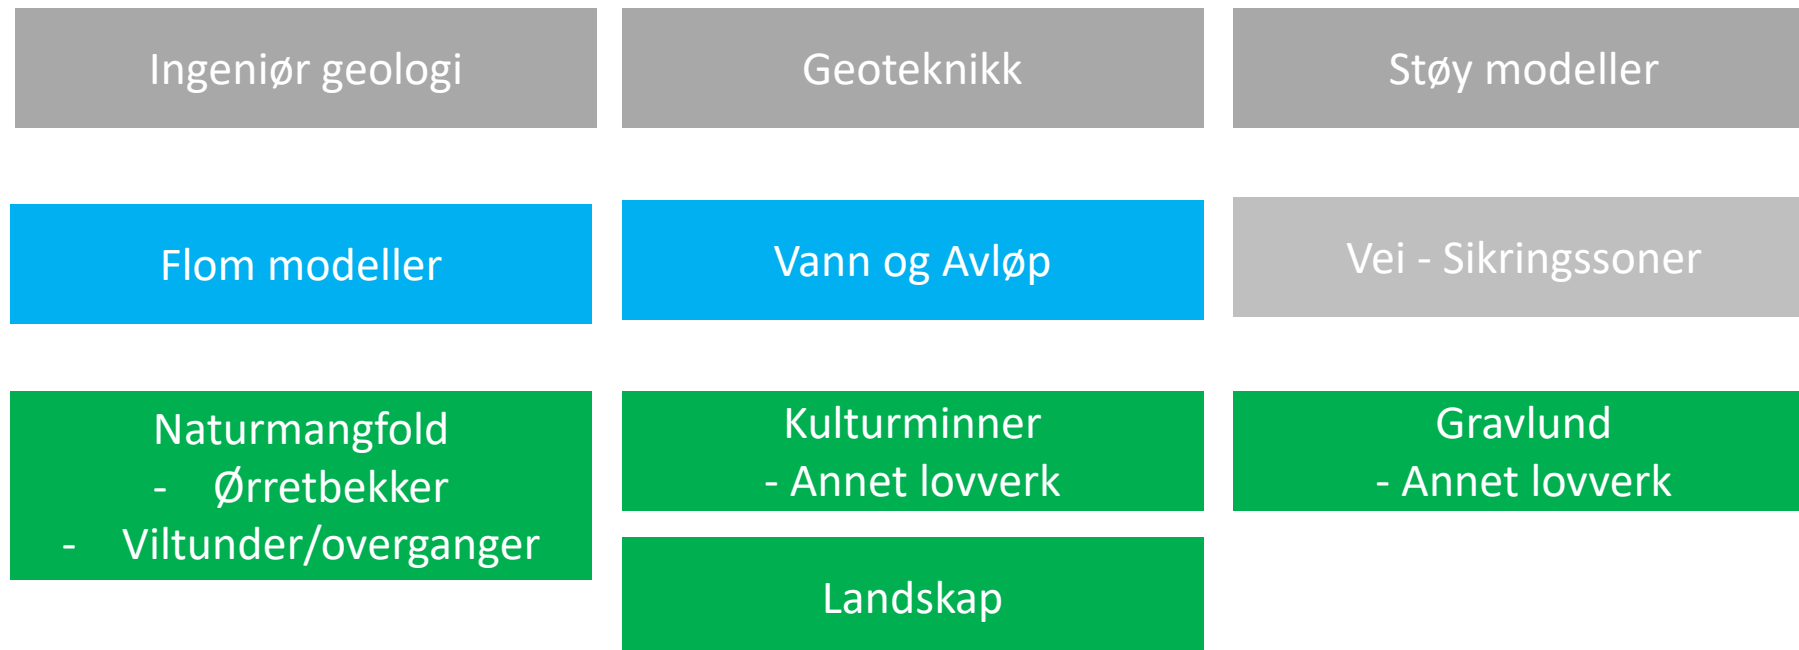 Ingeniør geologi
Geoteknikk
Støy modeller
Flom modeller
Vann og Avløp
Vei - Sikringssoner
Naturmangfold
- Ørretbekker
- Viltunder/overganger
Kulturminner
- Annet lovverk
Gravlund
- Annet lovverk
Landskap